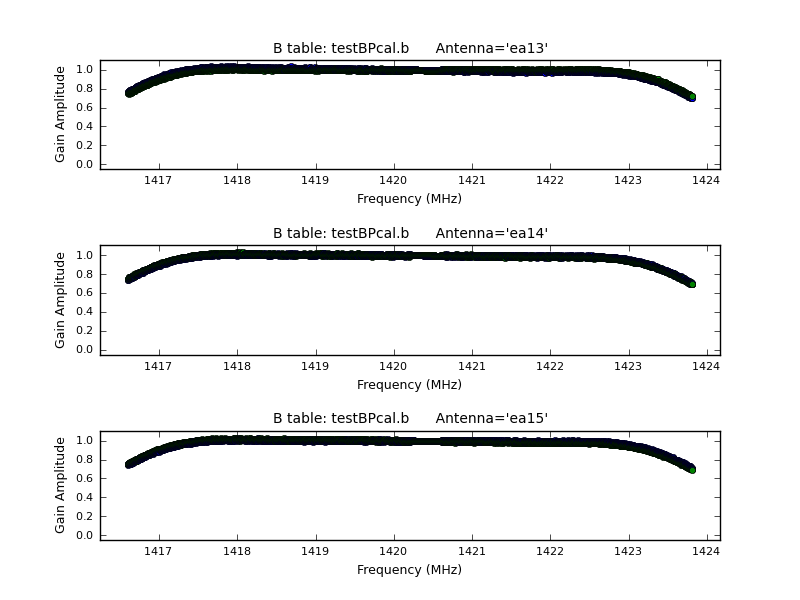 B table: testBPcal.b      Antenna='ea13'
Gain Amplitude
1.0
0.8
0.6
0.4
0.2
0.0
1417 1418 1419 1420 1421 1422 1423 1424
Frequency (MHz)
B table: testBPcal.b      Antenna='ea14'
Gain Amplitude
1.0
0.8
0.6
0.4
0.2
0.0
1417 1418 1419 1420 1421 1422 1423 1424
Frequency (MHz)
B table: testBPcal.b      Antenna='ea15'
Gain Amplitude
1.0
0.8
0.6
0.4
0.2
0.0
1417 1418 1419 1420 1421 1422 1423 1424
Frequency (MHz)